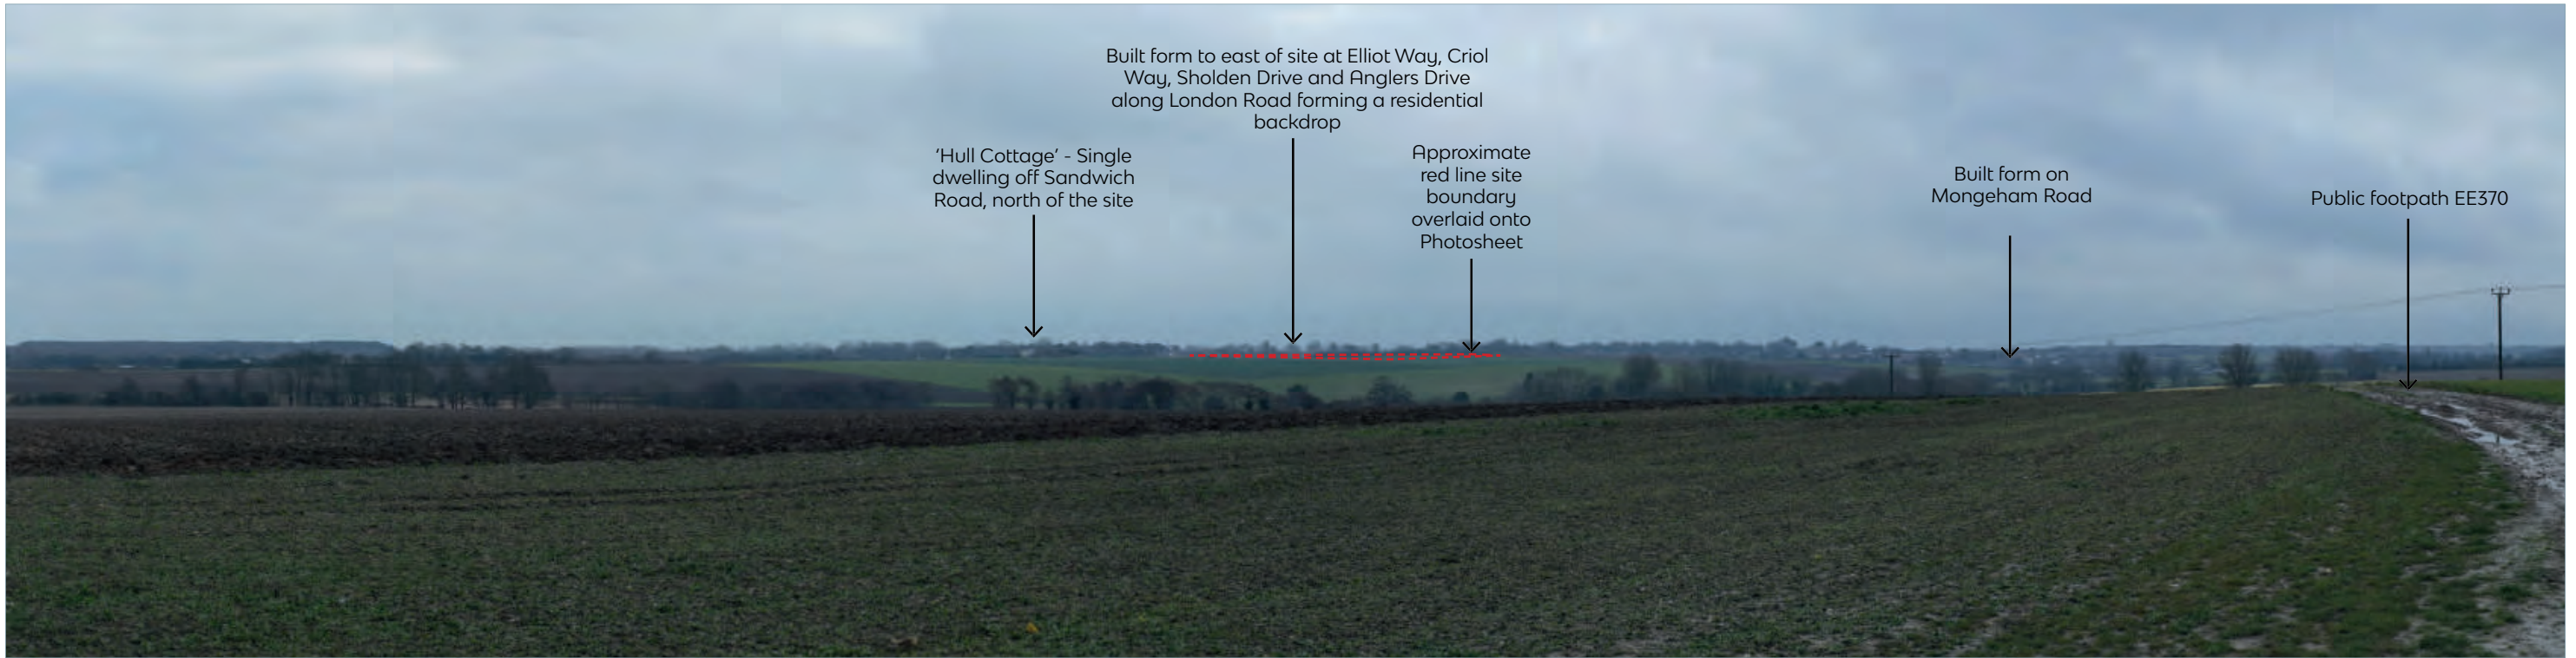 Built form to east of site at Elliot Way, Criol
Way, Sholden Drive and Anglers Drive
along London Road forming a residential
backdrop
‘Hull Cottage’ - Single
dwelling off Sandwich
Road, north of the site
Approximate
red line site
boundary
overlaid onto
Photosheet
Built form on
Mongeham Road
Public footpath EE370